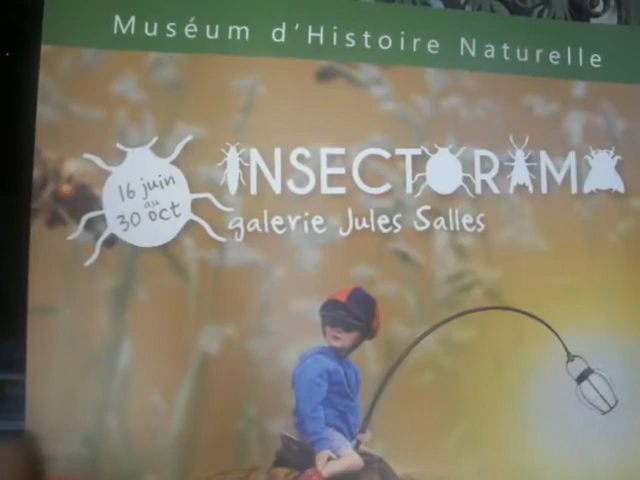 Muséum d'Histoire Naturelle
INSECTORAMA
16 juin
au
30 oct
galerie Jules Salles